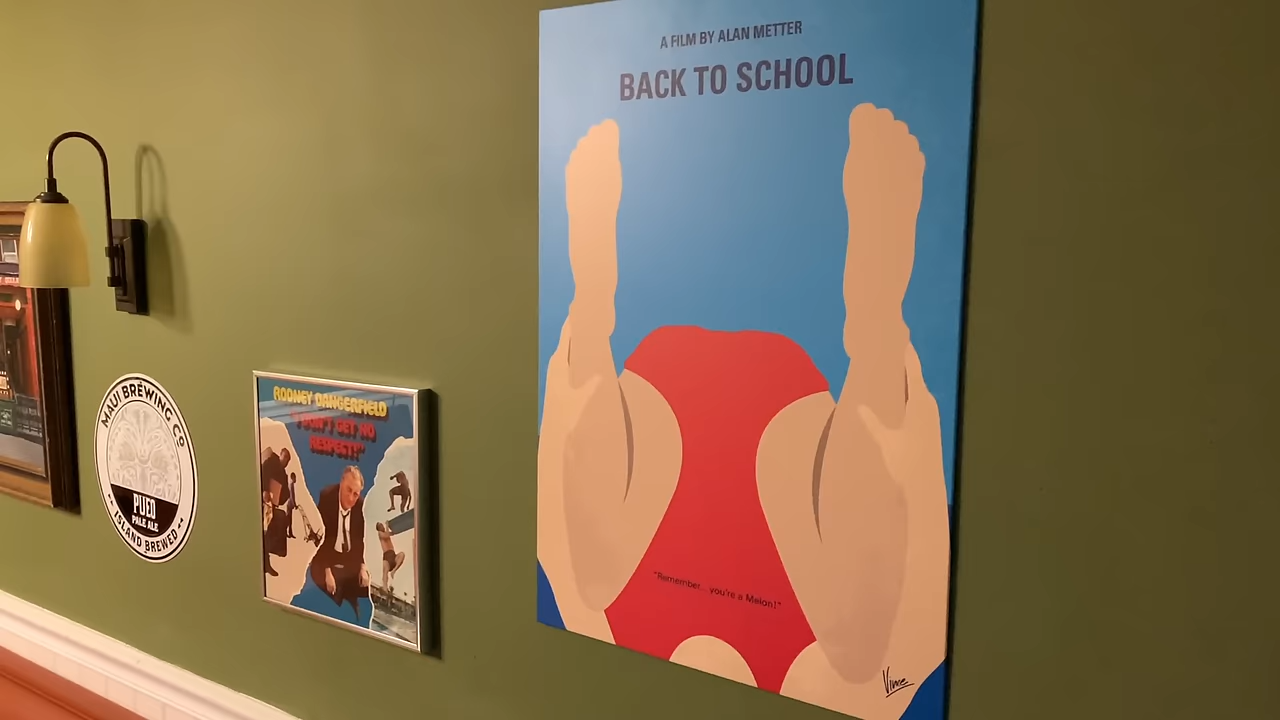 A FILM BY ALAN METTER
BACK TO SCHOOL
"Remember... you're a Melon!"
Vince
RODNEY DANGERFIELD
"I DON'T GET NO
RESPECT!"
MAUI BREWING CO
PUEO
PALE ALE
ISLAND BREWED